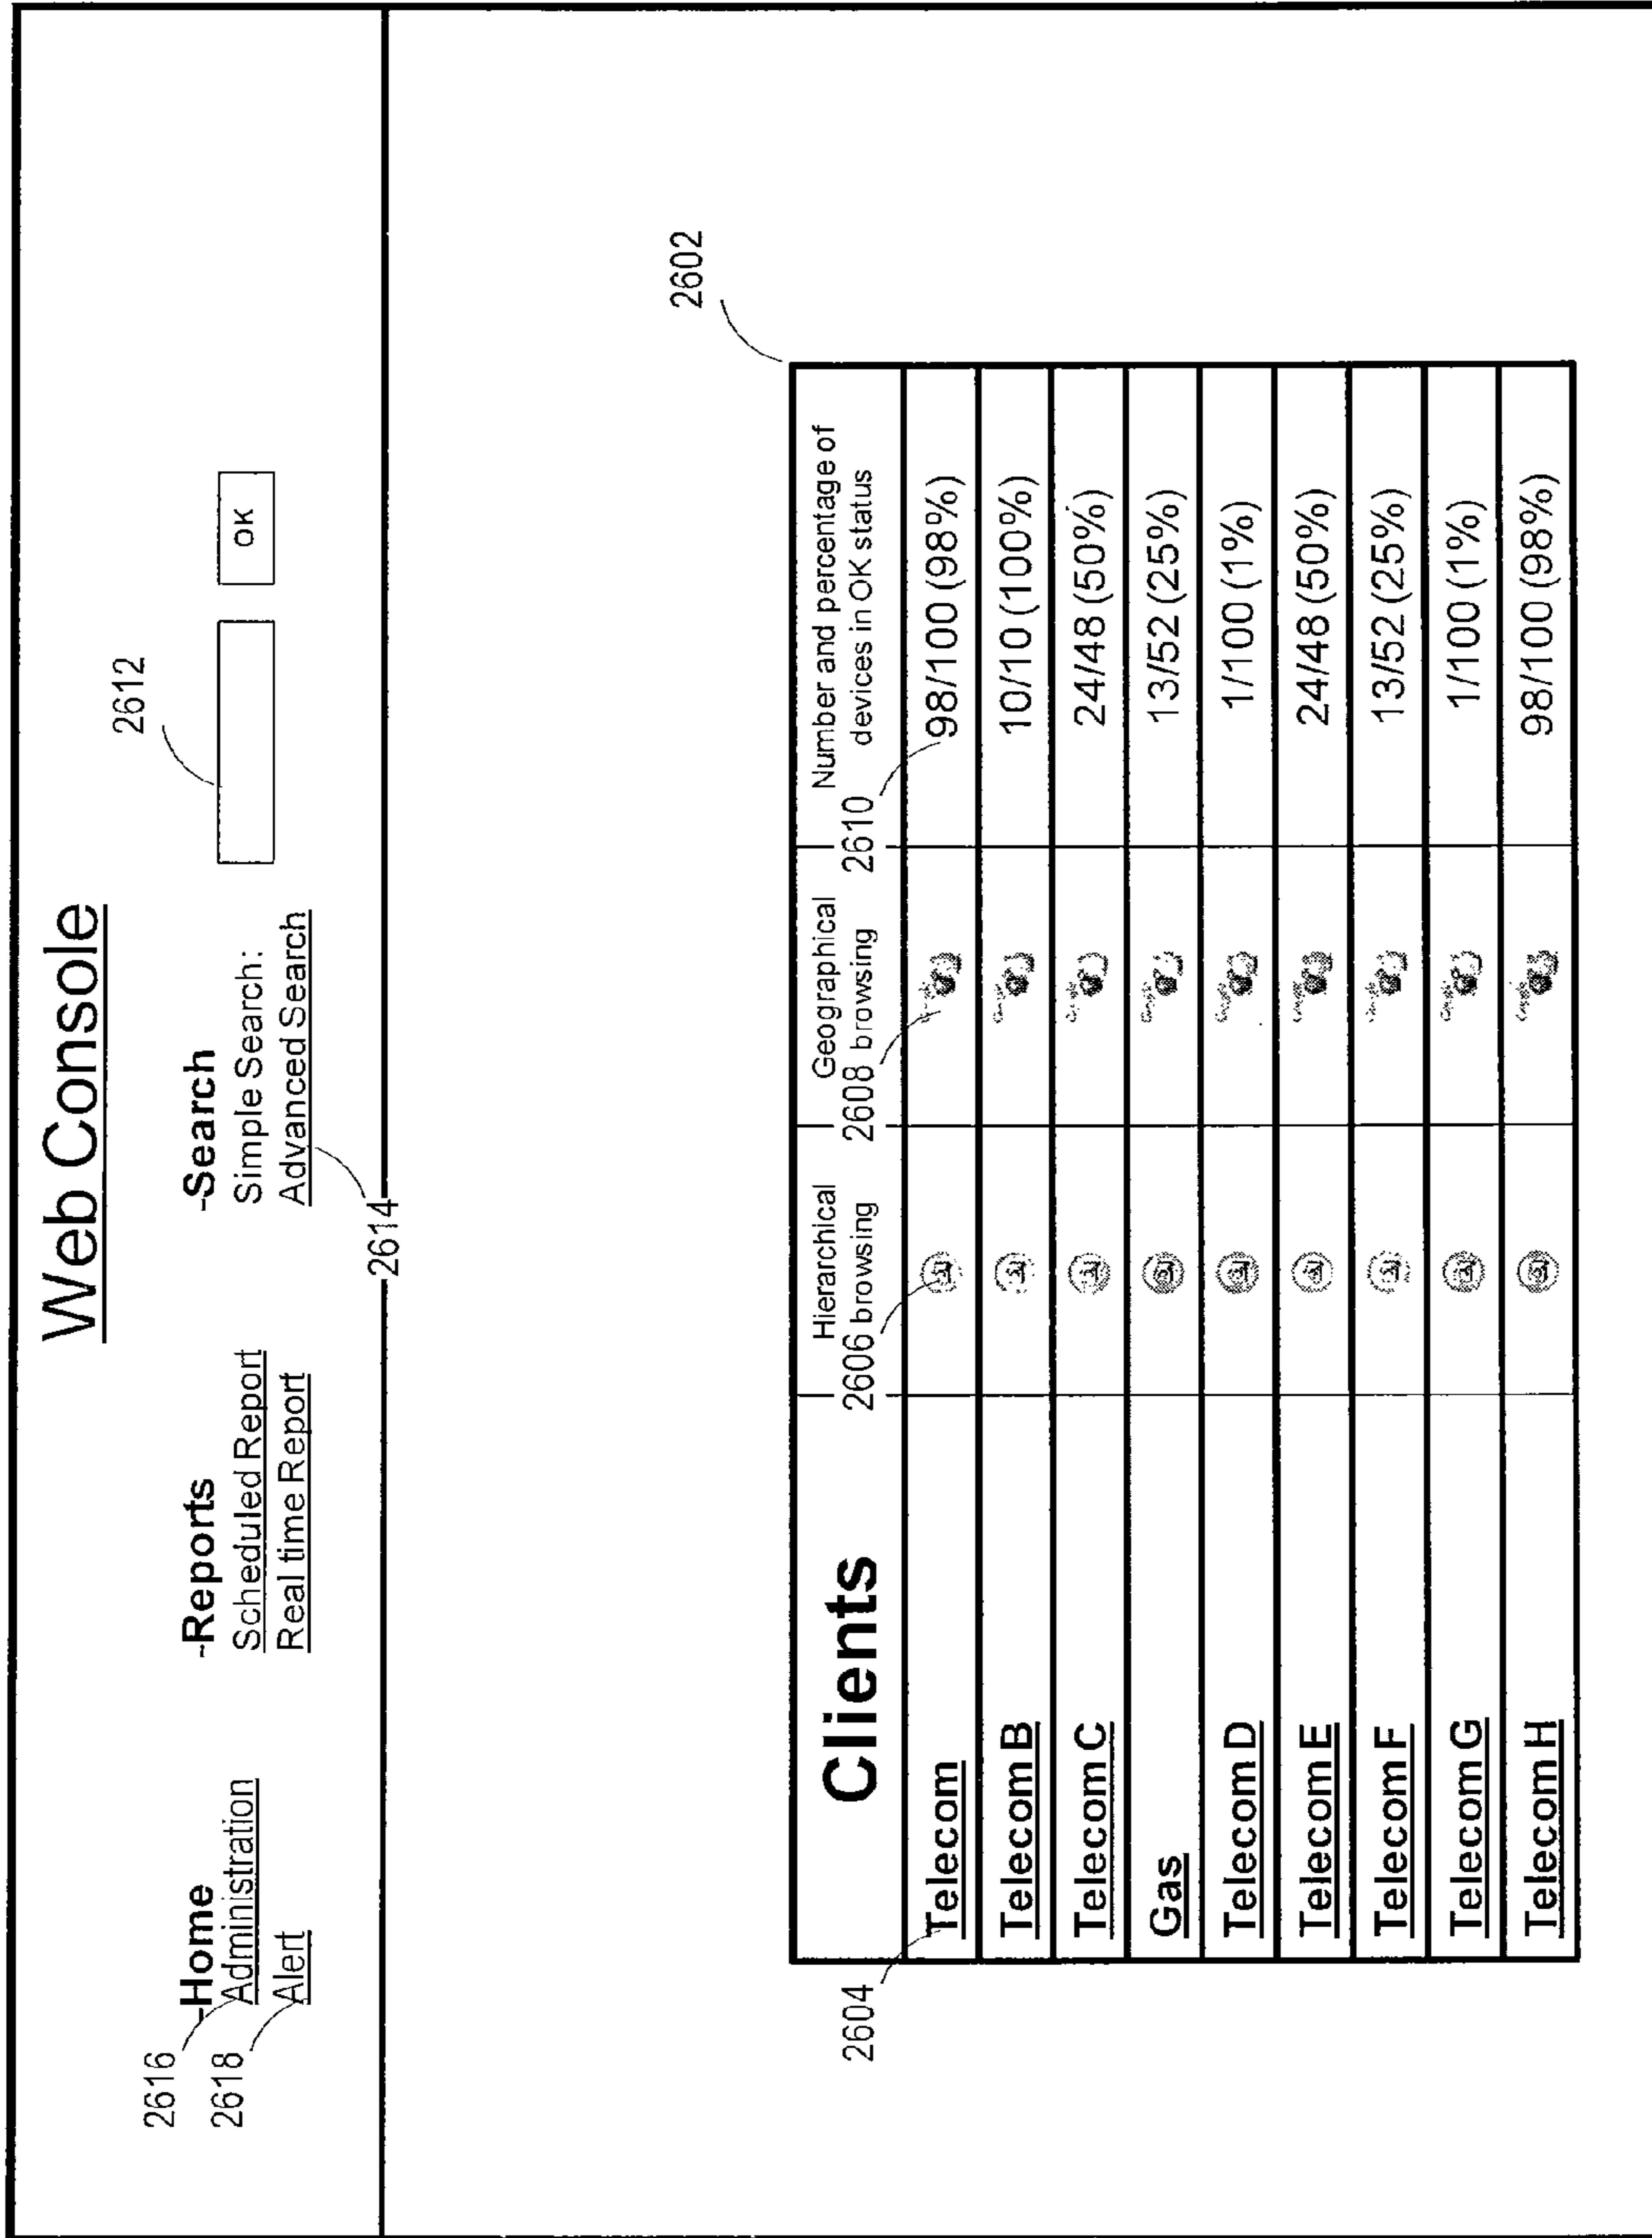 Web Console
2616
2618
-Home
Administration
Alert
-Reports
Scheduled Report
Real time Report
-Search
Simple Search:
Advanced Search
2612
OK
2614
2602
2604
Clients
Hierarchical
2606 browsing
Geographical
2608 browsing
2610
Number and percentage of
devices in OK status
Telecom 98/100 (98%)
Telecom B 10/10 (100%)
Telecom C 24/48 (50%)
Gas 13/52 (25%)
Telecom D 1/100 (1%)
Telecom E 24/48 (50%)
Telecom F 13/52 (25%)
Telecom G 1/100 (1%)
Telecom H 98/100 (98%)